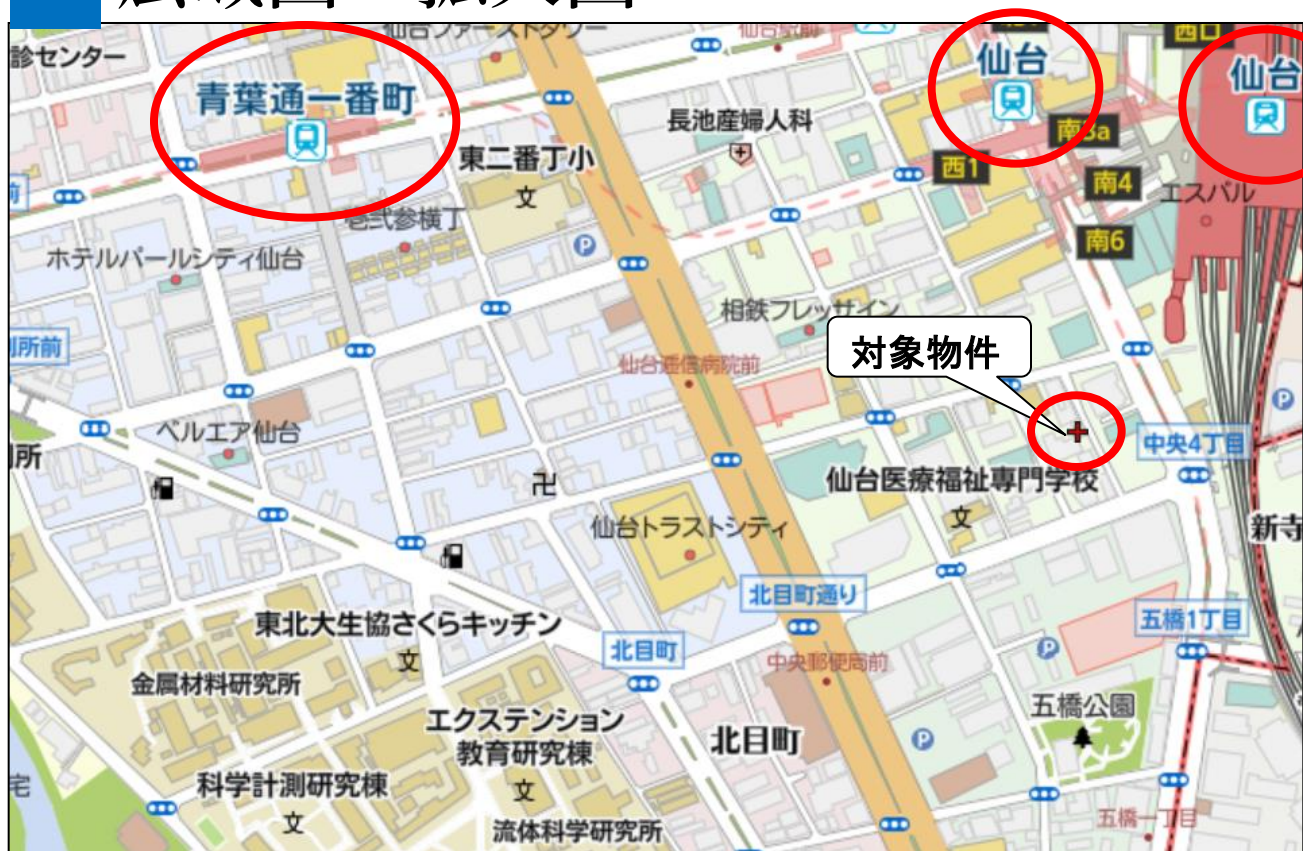 診センター
仙台ファーストタワー
仙台駅前
西口
仙台
仙台
青葉通一番町
長池産婦人科
南3a
東二番丁小
文
西1
南4
エスパル
前
壱弐参横丁
P
南6
ホテルパールシティ仙台
相鉄フレッサイン
所前
対象物件
仙台逓信病院前
P
ベルエア仙台
中央4丁目
所
卍
仙台医療福祉専門学校
文
仙台トラストシティ
新寺
北目町通り
東北大生協さくらキッチン
文
五橋1丁目
北目町
中央郵便局前
P
金属材料研究所
五橋公園
エクステンション
教育研究棟
北目町
P
宅
科学計測研究棟
文
文
流体科学研究所
五橋一丁目